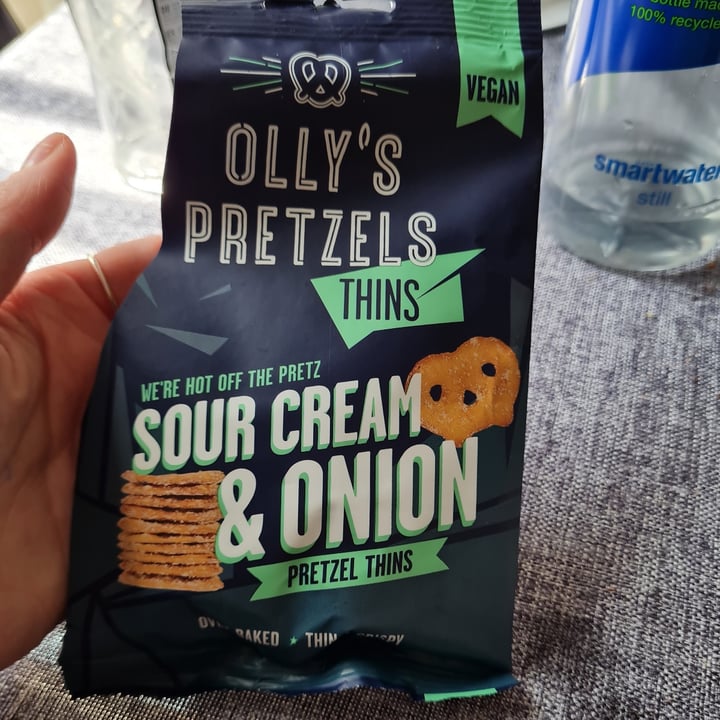 VEGAN
OLLY'S
PRETZELS
THINS
WE'RE HOT OFF THE PRETZ
SOUR CREAM
& ONION
PRETZEL THINS
BAKED ★ THIN
100% recycle
smartwater
still